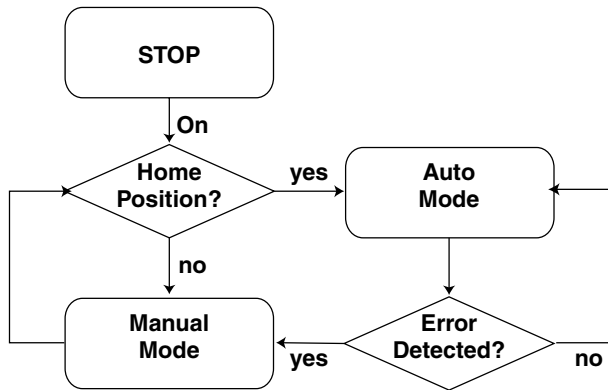 STOP
On
Home
Position?
yes
Auto
Mode
no
Manual
Mode
yes
Error
Detected?
no